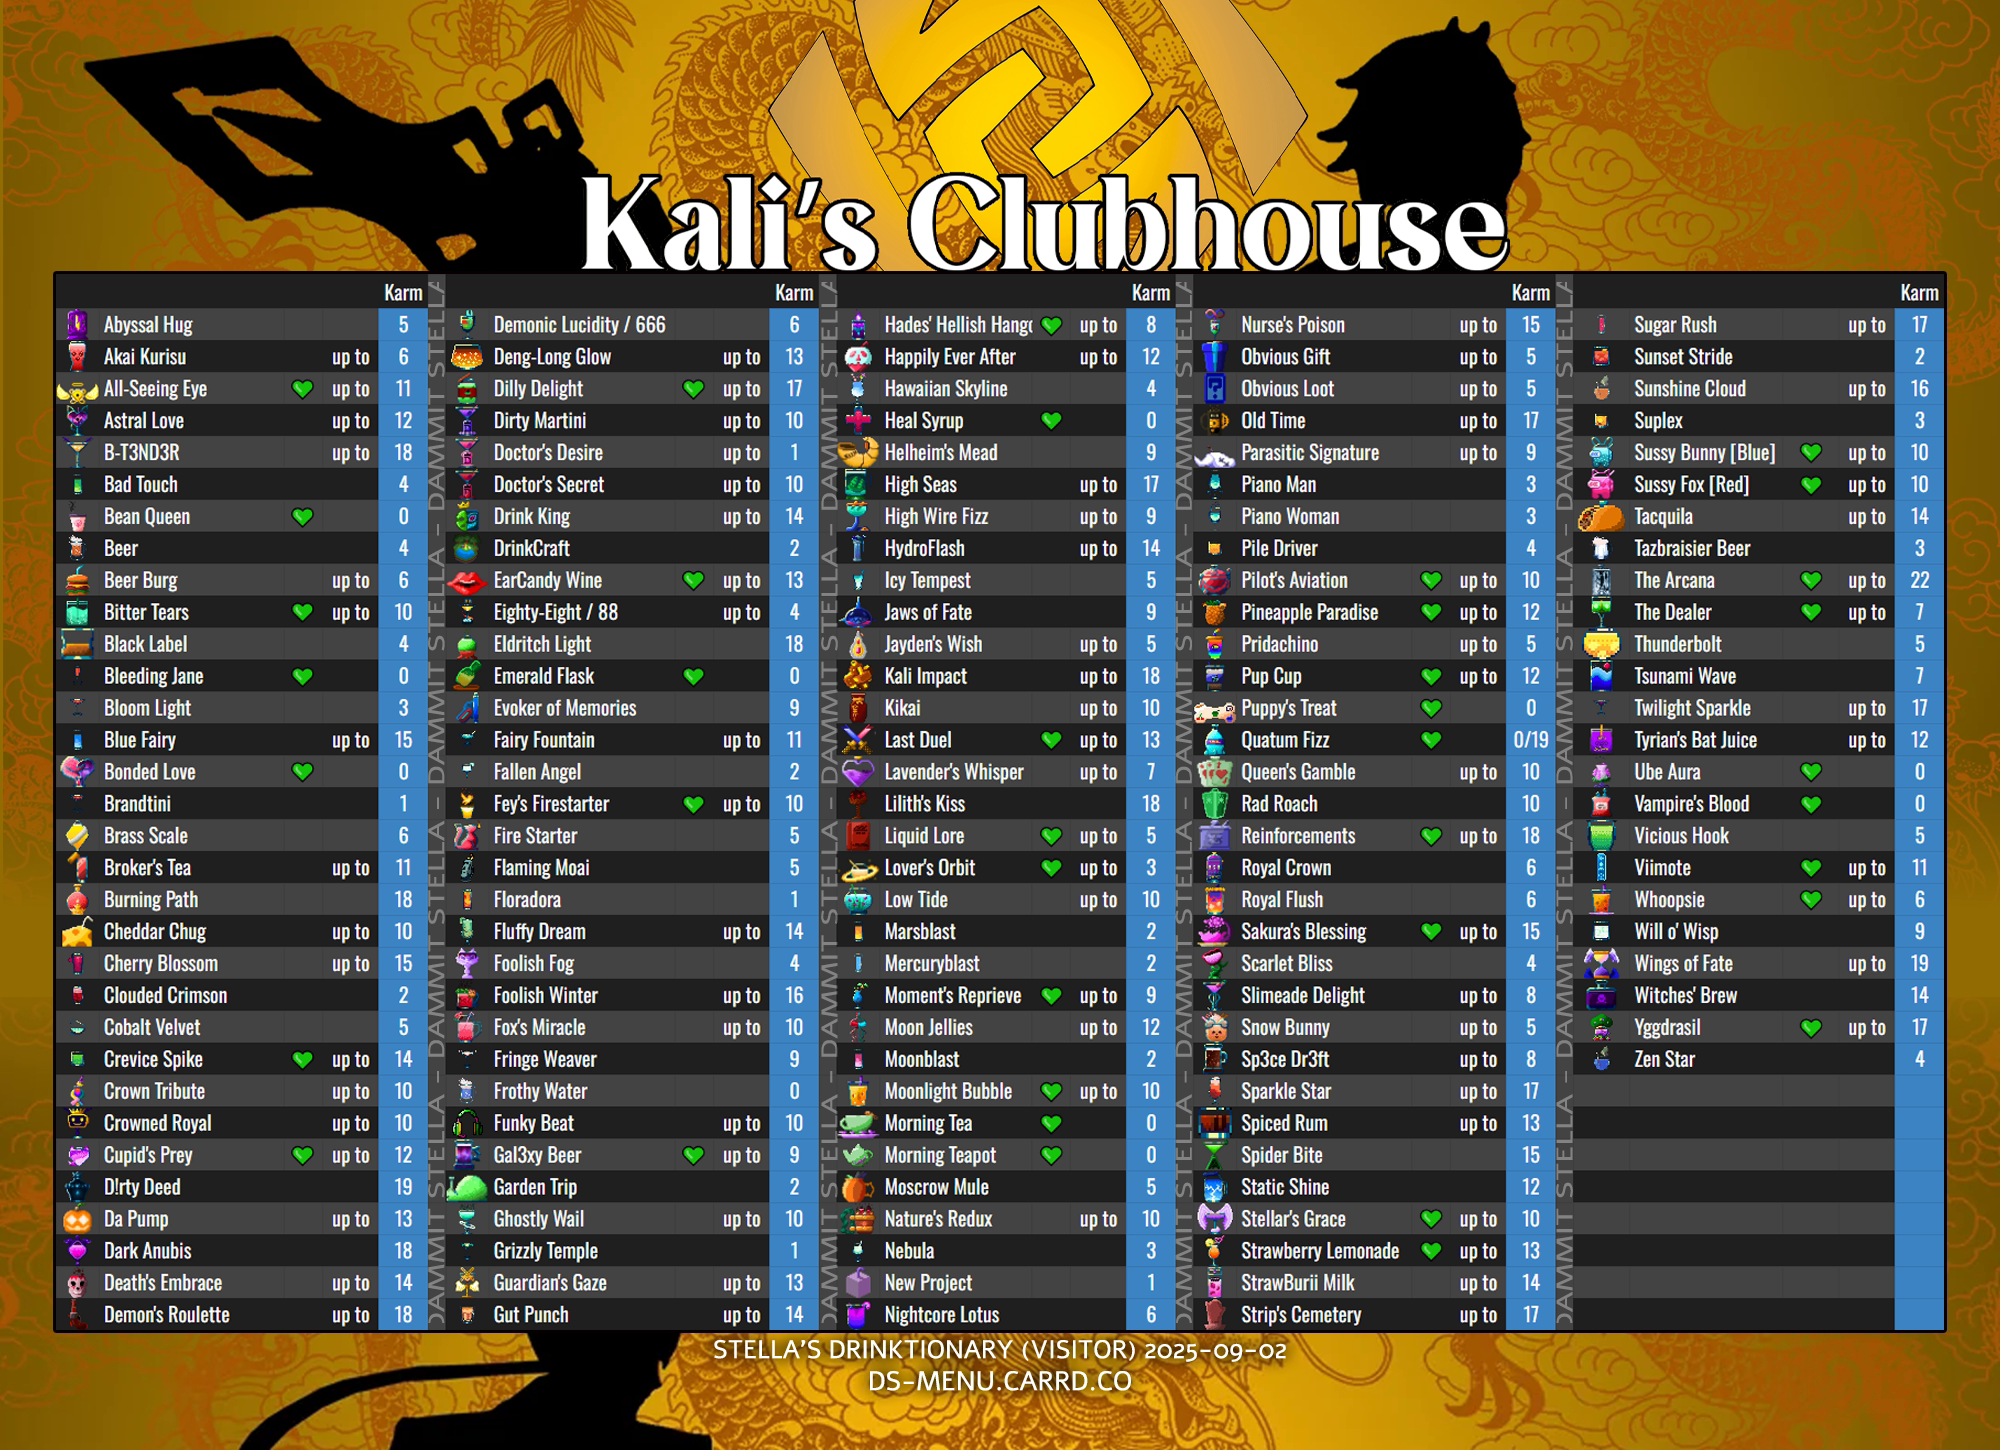 Kali's Clubhouse
Karm
Abyssal Hug 5
Akai Kurisu up to 6
All-Seeing Eye up to 11
Astral Love up to 12
B-T3ND3R up to 18
Bad Touch 4
Bean Queen 0
Beer 4
Beer Burg up to 6
Bitter Tears up to 10
Black Label 4
Bleeding Jane 0
Bloom Light 3
Blue Fairy up to 15
Bonded Love 0
Brandtini 1
Brass Scale 6
Broker's Tea up to 11
Burning Path 18
Cheddar Chug up to 10
Cherry Blossom up to 15
Clouded Crimson 2
Cobalt Velvet 5
Crevice Spike up to 14
Crown Tribute up to 10
Crowned Royal up to 10
Cupid's Prey up to 12
D!rty Deed 19
Da Pump up to 13
Dark Anubis 18
Death's Embrace up to 14
Demon's Roulette up to 18
STELLA - DAMMIT STELLA - DAMMIT STELLA - DAMMIT
Karm
Demonic Lucidity / 666 6
Deng-Long Glow up to 13
Dilly Delight up to 17
Dirty Martini up to 10
Doctor's Desire up to 1
Doctor's Secret up to 10
Drink King up to 14
DrinkCraft 2
EarCandy Wine up to 13
Eighty-Eight / 88 up to 4
Eldritch Light 18
Emerald Flask 0
Evoker of Memories 9
Fairy Fountain up to 11
Fallen Angel 2
Fey's Firestarter up to 10
Fire Starter 5
Flaming Moai 5
Floradora 1
Fluffy Dream up to 14
Foolish Fog 4
Foolish Winter up to 16
Fox's Miracle up to 10
Fringe Weaver 9
Frothy Water 0
Funky Beat up to 10
Gal3xy Beer up to 9
Garden Trip 2
Ghostly Wail up to 10
Grizzly Temple 1
Guardian's Gaze up to 13
Gut Punch up to 14
STELLA - DAMMIT STELLA - DAMMIT STELLA - DAMMIT
Karm
Hades' Hellish Hang up to 8
Happily Ever After up to 12
Hawaiian Skyline 4
Heal Syrup 0
Helheim's Mead 9
High Seas up to 17
High Wire Fizz up to 9
HydroFlash up to 14
Icy Tempest 5
Jaws of Fate 9
Jayden's Wish up to 5
Kali Impact up to 18
Kikai up to 10
Last Duel up to 13
Lavender's Whisper up to 7
Lilith's Kiss 18
Liquid Lore up to 5
Lover's Orbit up to 3
Low Tide up to 10
Marsblast 2
Mercuryblast 2
Moment's Reprieve up to 9
Moon Jellies up to 12
Moonblast 2
Moonlight Bubble up to 10
Morning Tea 0
Morning Teapot 0
Moscrow Mule 5
Nature's Redux up to 10
Nebula 3
New Project 1
Nightcore Lotus 6
STELLA - DAMMIT STELLA - DAMMIT STELLA - DAMMIT
Karm
Nurse's Poison up to 15
Obvious Gift up to 5
Obvious Loot up to 5
Old Time up to 17
Parasitic Signature up to 9
Piano Man 3
Piano Woman 3
Pile Driver 4
Pilot's Aviation up to 10
Pineapple Paradise up to 12
Pridachino up to 5
Pup Cup up to 12
Puppy's Treat 0
Quatum Fizz 0/19
Queen's Gamble up to 10
Rad Roach 10
Reinforcements up to 18
Royal Crown 6
Royal Flush 6
Sakura's Blessing up to 15
Scarlet Bliss 4
Slimeade Delight up to 8
Snow Bunny up to 5
Sp3ce Dr3ft up to 8
Sparkle Star up to 17
Spiced Rum up to 13
Spider Bite 15
Static Shine 12
Stellar's Grace up to 10
Strawberry Lemonade up to 13
StrawBurii Milk up to 14
Strip's Cemetery up to 17
STELLA - DAMMIT STELLA - DAMMIT STELLA - DAMMIT
Karm
Sugar Rush up to 17
Sunset Stride 2
Sunshine Cloud up to 16
Suplex 3
Sussy Bunny [Blue] up to 10
Sussy Fox [Red] up to 10
Tacquila up to 14
Tazbraisier Beer 3
The Arcana up to 22
The Dealer up to 7
Thunderbolt 5
Tsunami Wave 7
Twilight Sparkle up to 17
Tyrian's Bat Juice up to 12
Ube Aura 0
Vampire's Blood 0
Vicious Hook 5
Viimote up to 11
Whoopsie up to 6
Will o' Wisp 9
Wings of Fate up to 19
Witches' Brew 14
Yggdrasil up to 17
Zen Star 4
STELLA'S DRINKTIONARY (VISITOR) 2025-09-02
DS-MENU.CARRD.CO